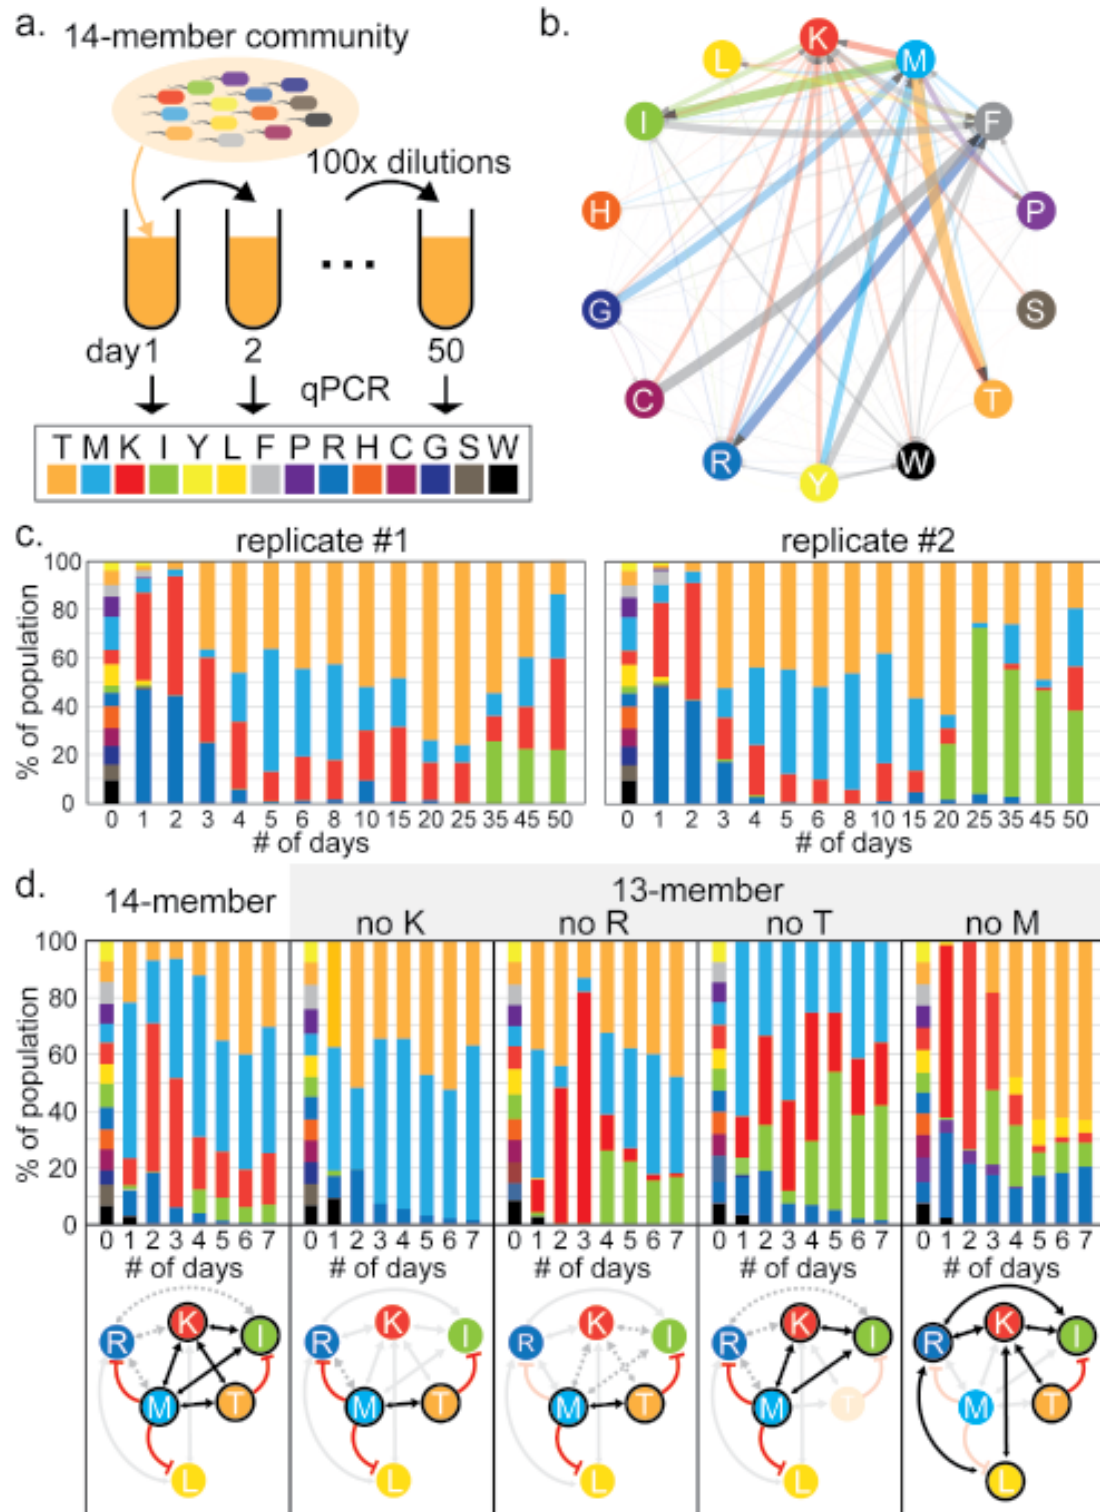 a.
14-member community
100x dilutions
day 1 2 50
qPCR
T M K I Y L F P R H C G S W
b.
K
L M
I F
H P
G S
C T
R W
Y
c.
replicate #1 replicate #2
% of population
100
80
60
40
20
0
0 1 2 3 4 5 6 8 10 15 20 25 35 45 50
# of days
0 1 2 3 4 5 6 8 10 15 20 25 35 45 50
# of days
d.
14-member
13-member
no K no R no T no M
% of population
100
80
60
40
20
0
0 1 2 3 4 5 6 7
# of days
0 1 2 3 4 5 6 7
# of days
0 1 2 3 4 5 6 7
# of days
0 1 2 3 4 5 6 7
# of days
0 1 2 3 4 5 6 7
# of days
R K I
M T
L
R K I
M T
L
R K I
M T
L
R K I
M T
L
R K I
M T
L